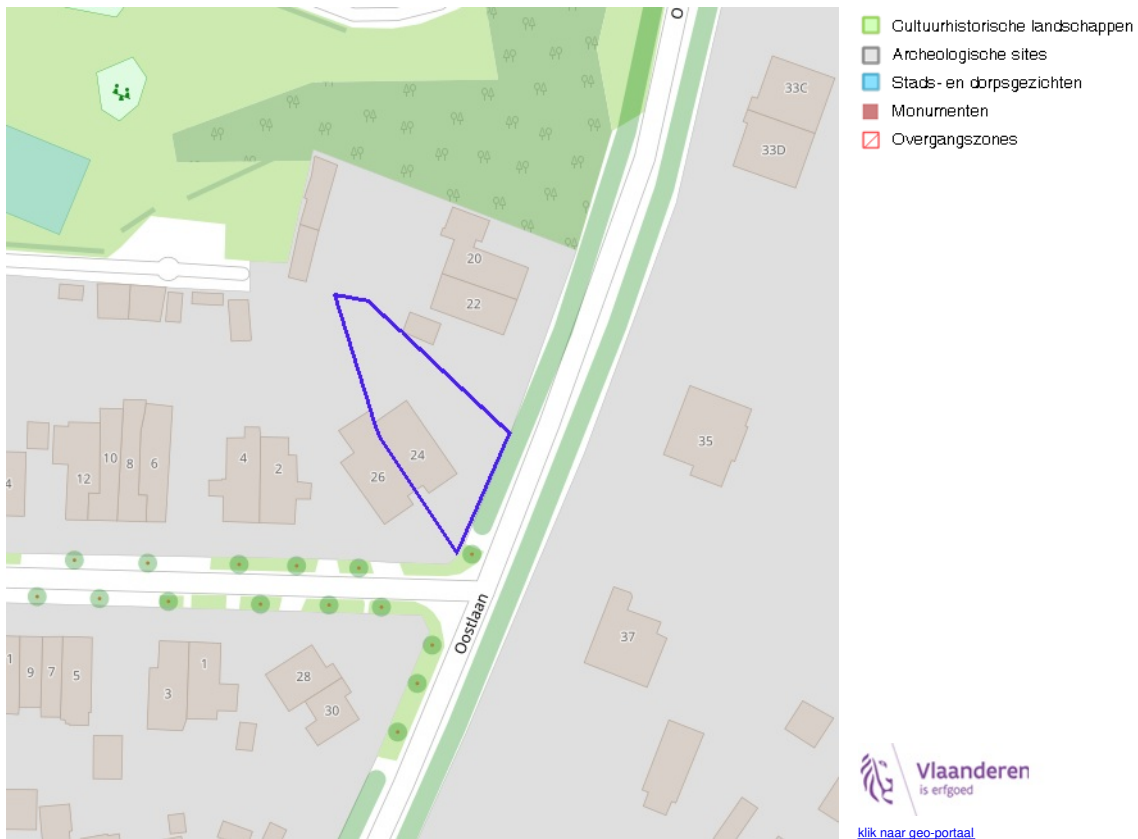 O
33C
33D
20
22
24
26
35
4
12
10
8
6
4
2
Oostlaan
37
1
9
7
5
3
1
28
30
Cultuurhistorische landschappen
Archeologische sites
Stads- en dorpsgezichten
Monumenten
Overgangszones
Vlaanderen
is erfgoed
klik naar geo-portaal